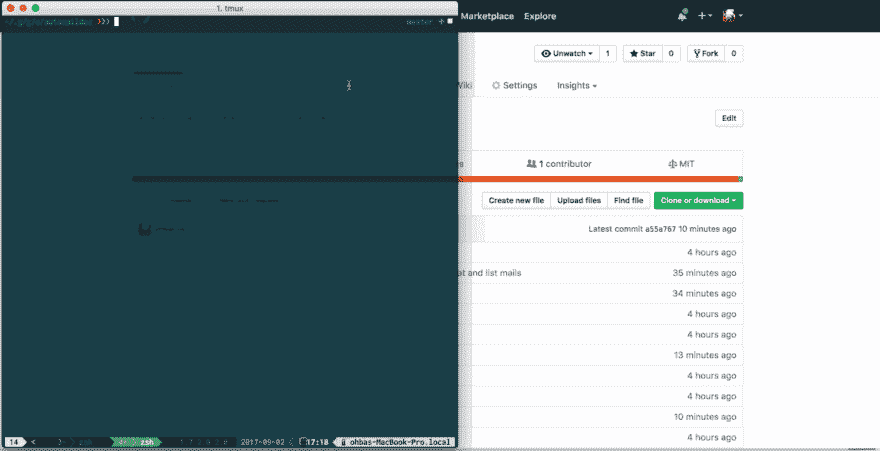 1. tmux
>>> master
14 < zsh zsh 2017-09-02 < 17:18 ohbas-MacBook-Pro.local
Marketplace Explore
Unwatch 1 Star 0 Fork 0
Wiki Settings Insights
Edit
1 contributor MIT
Create new file Upload files Find file Clone or download
Latest commit a55a767 10 minutes ago
4 hours ago
and list mails 35 minutes ago
34 minutes ago
4 hours ago
4 hours ago
13 minutes ago
4 hours ago
4 hours ago
10 minutes ago
4 hours ago